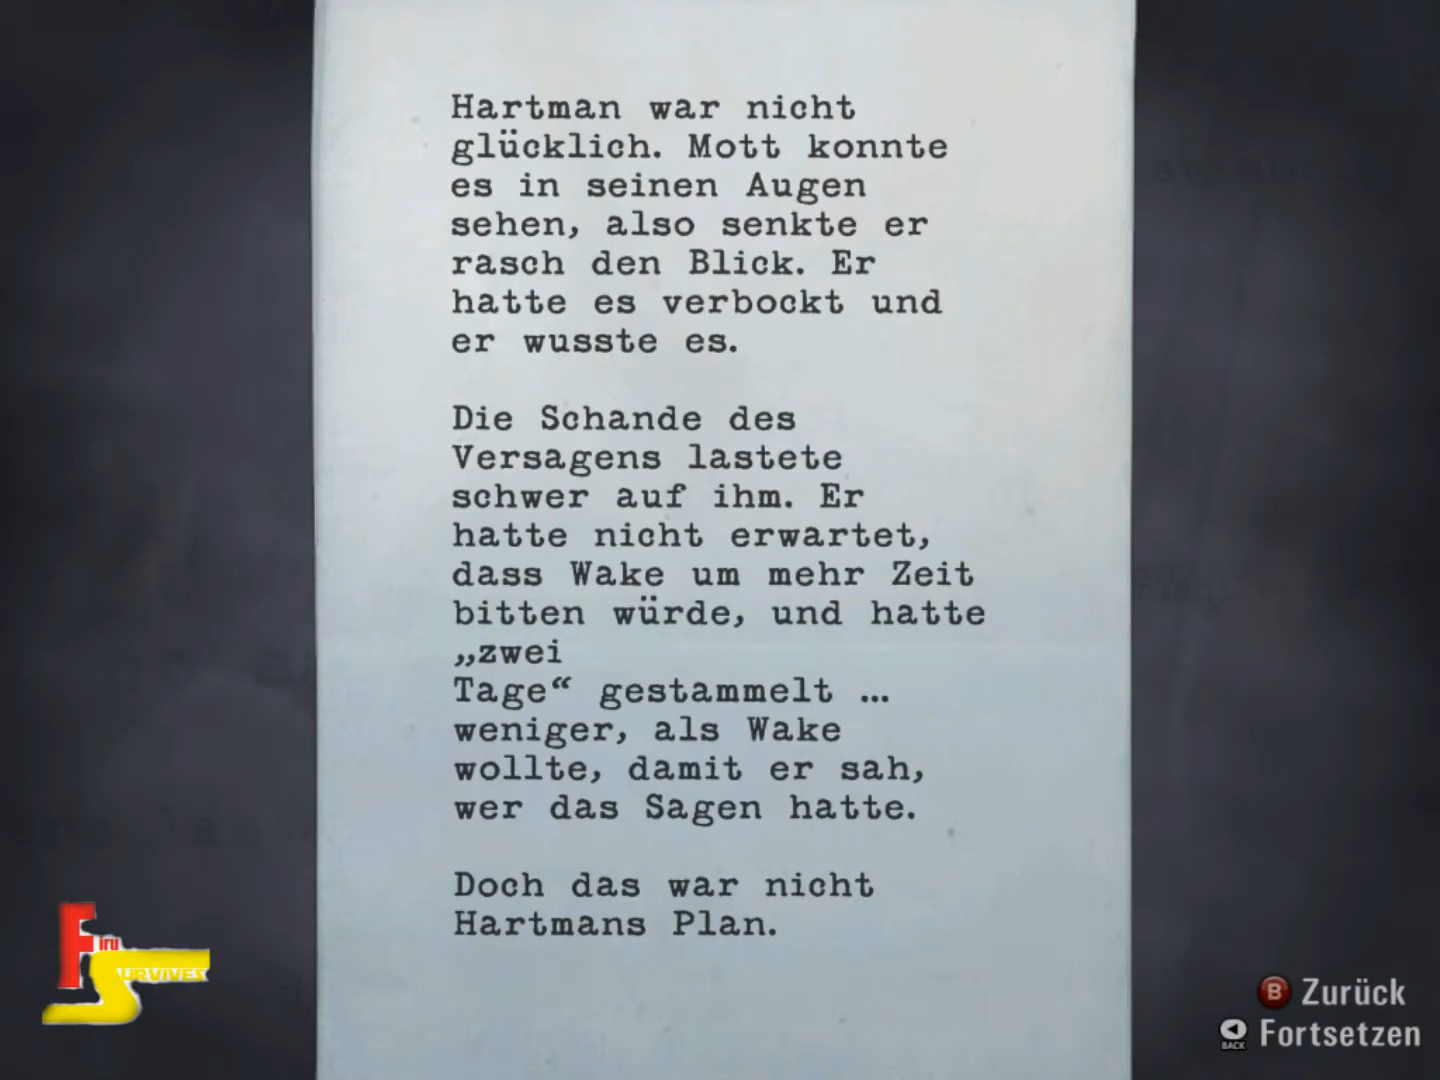 Hartman war nicht
glücklich. Mott konnte
es in seinen Augen
sehen, also senkte er
rasch den Blick. Er
hatte es verbockt und
er wusste es.
Die Schande des
Versagens lastete
schwer auf ihm. Er
hatte nicht erwartet,
dass Wake um mehr Zeit
bitten würde, und hatte
„zwei
Tage“ gestammelt …
weniger, als Wake
wollte, damit er sah,
wer das Sagen hatte.
Doch das war nicht
Hartmans Plan.
Firu
Survives
B Zurück
BACK Fortsetzen